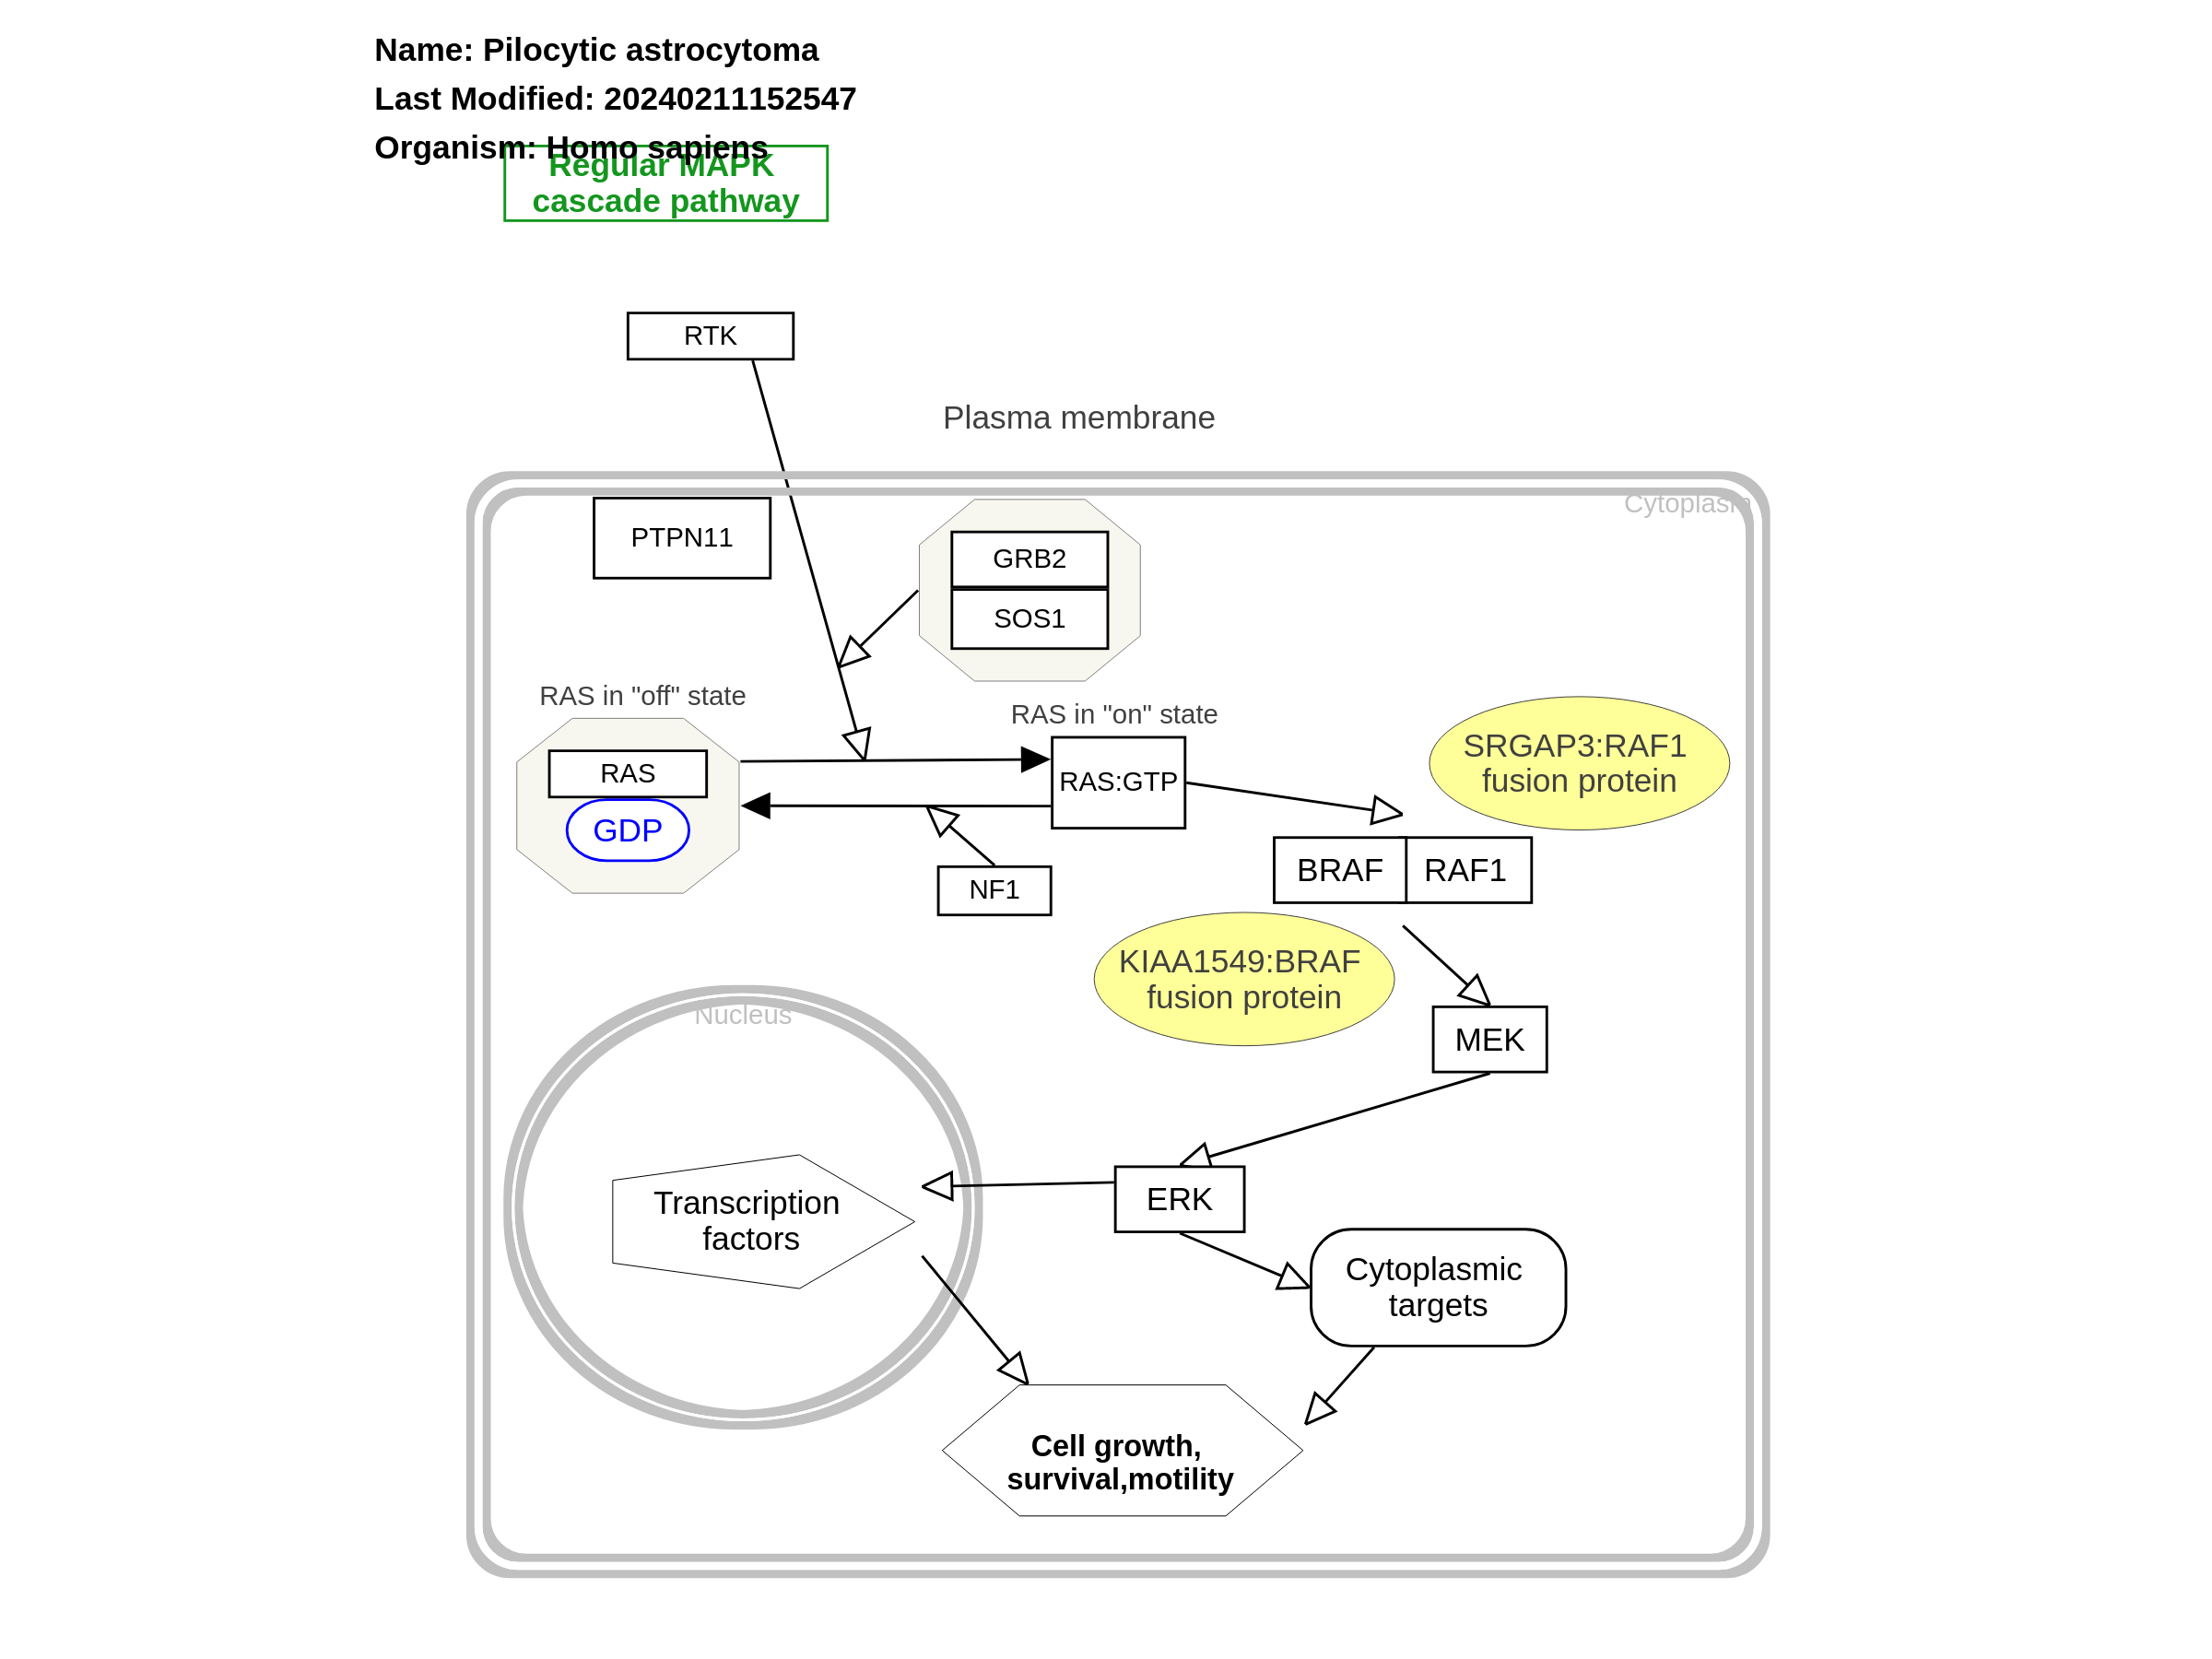 Name: Pilocytic astrocytoma
Last Modified: 20240211152547
Organism: Homo sapiens
Regular MAPK
cascade pathway
RTK
Plasma membrane
Cytoplasm
PTPN11
GRB2
SOS1
RAS in "off" state
RAS in "on" state
RAS
GDP
RAS:GTP
SRGAP3:RAF1
fusion protein
BRAF
RAF1
NF1
KIAA1549:BRAF
fusion protein
Nucleus
MEK
Transcription
factors
ERK
Cytoplasmic
targets
Cell growth,
survival,motility